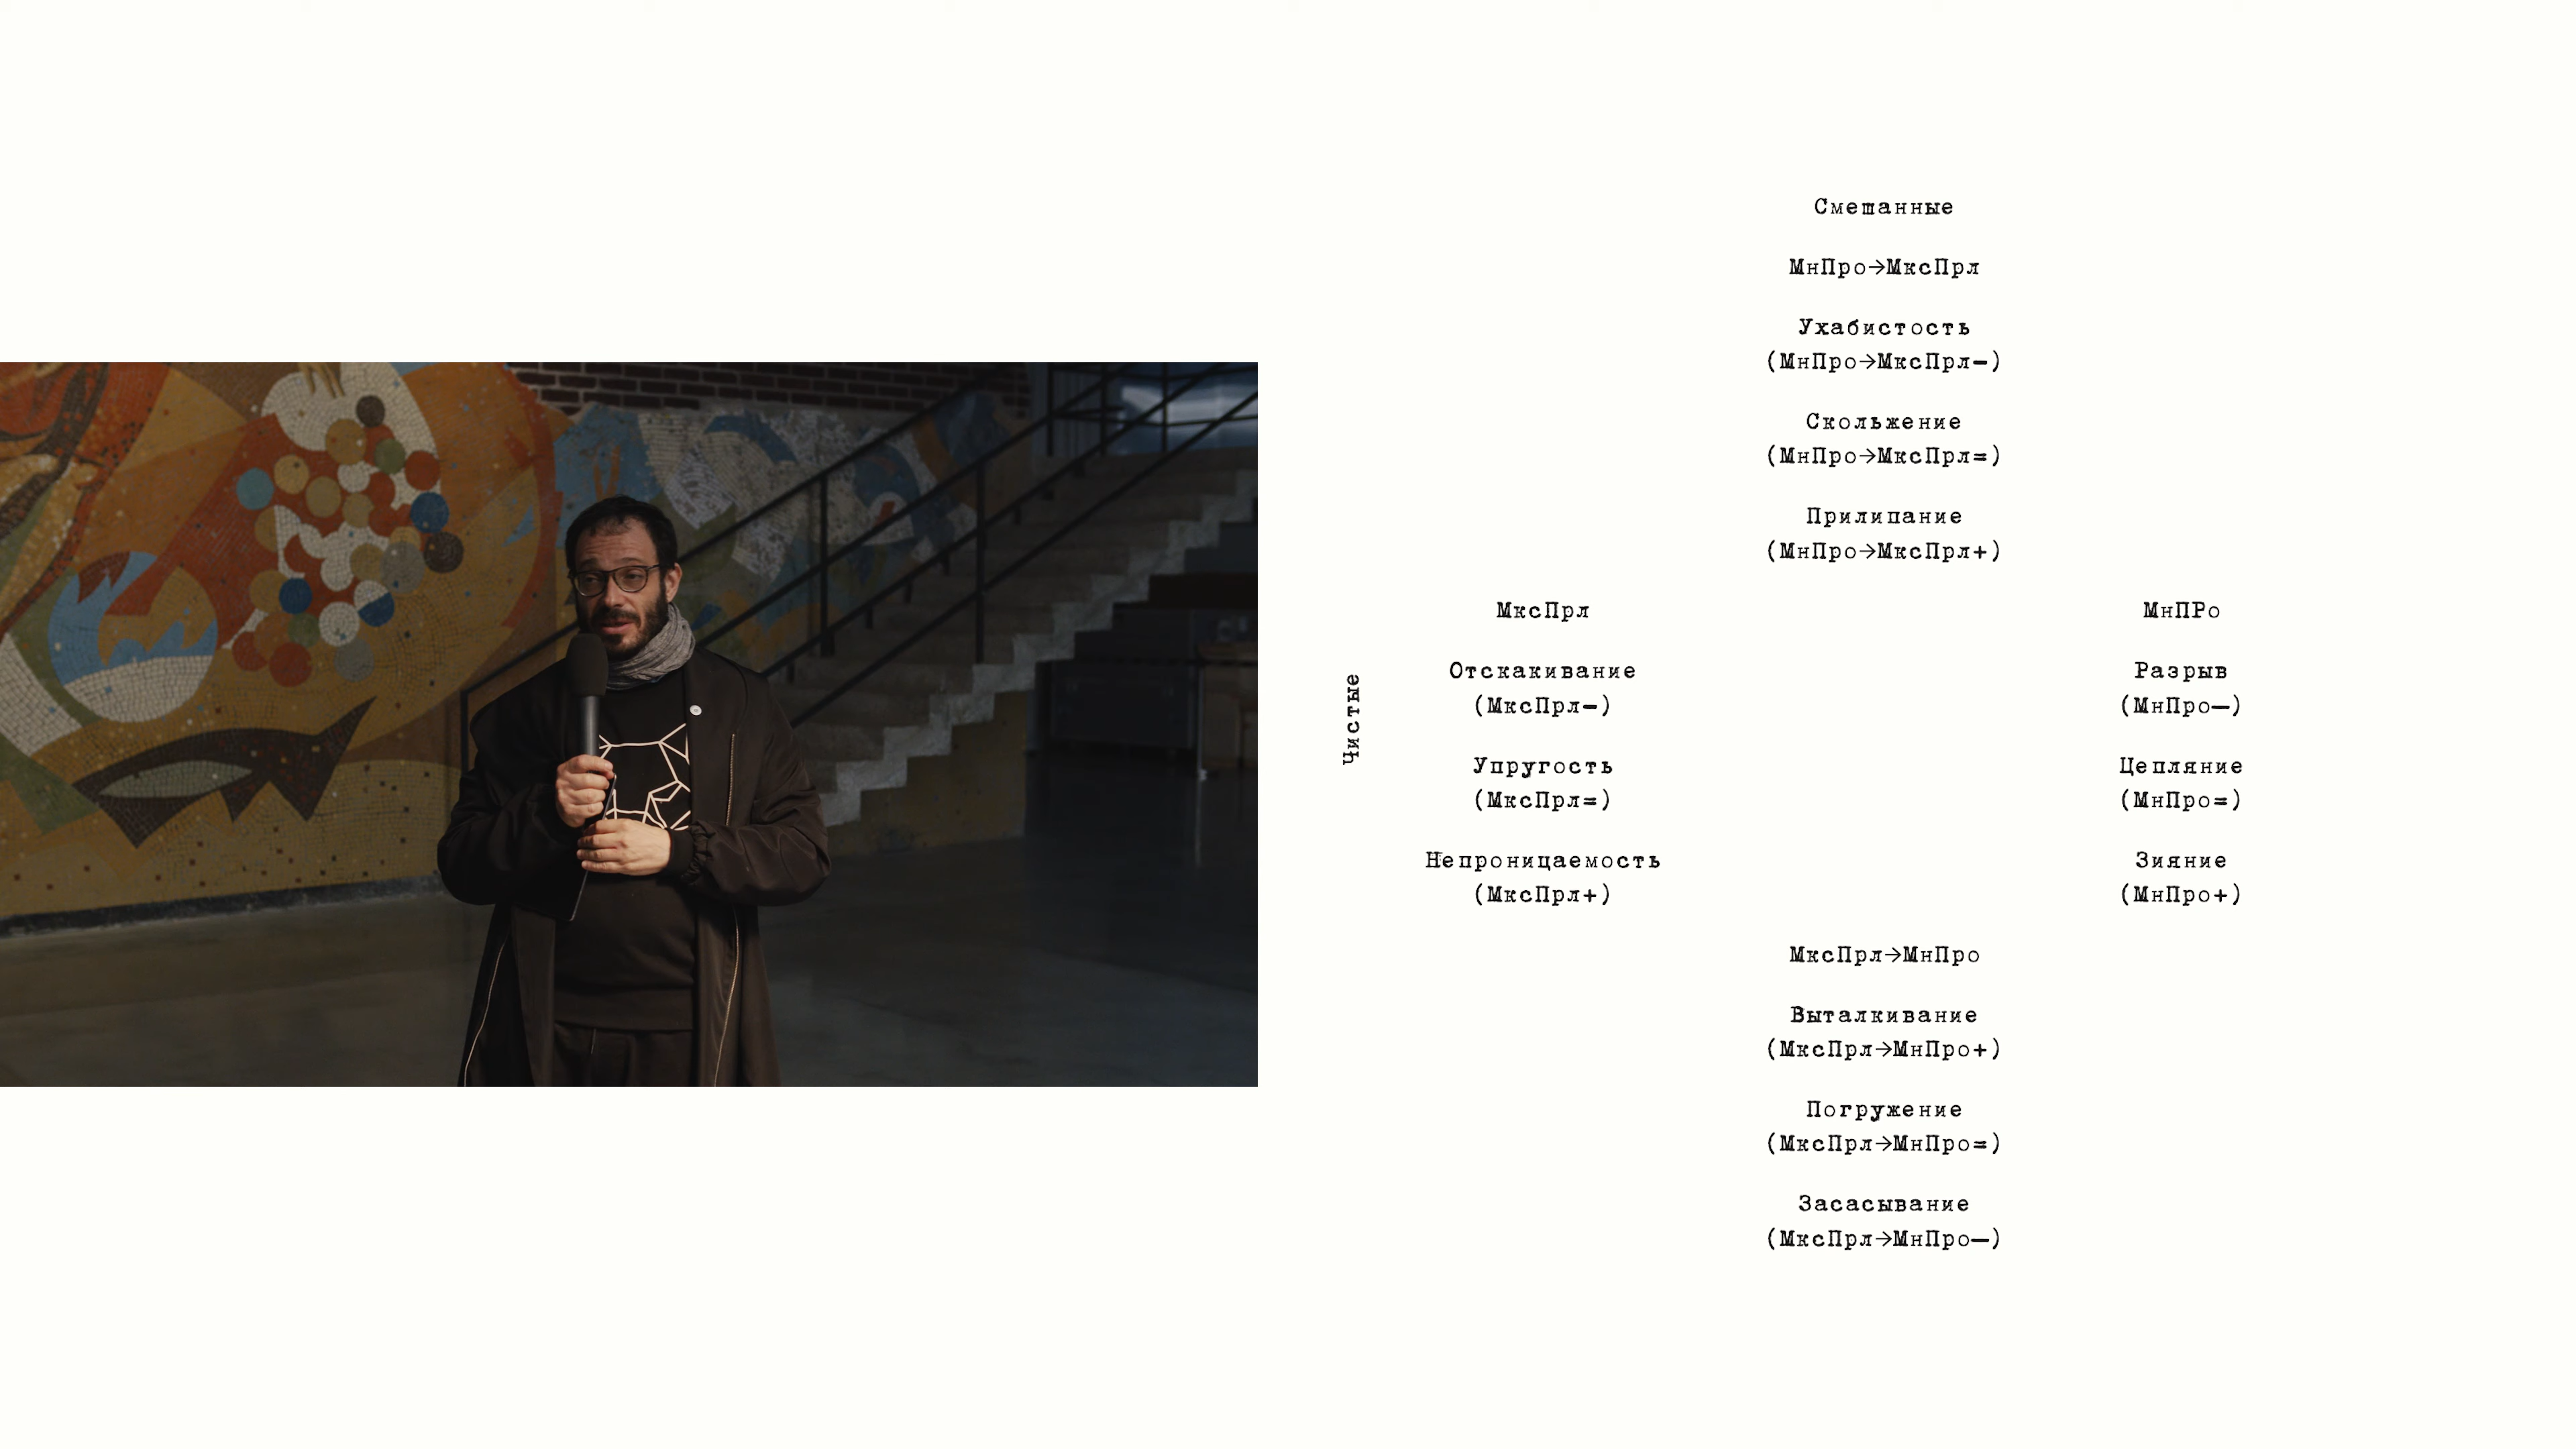 Смешанные
МнПро→МксПрл
Ухабистость
(МнПро→МксПрл-)
Скольжение
(МнПро→МксПрл=)
Прилипание
(МнПро→МксПрл+)
Чистые
МксПрл
Отскакивание
(МксПрл-)
Упругость
(МксПрл=)
Непроницаемость
(МксПрл+)
МнПРо
Разрыв
(МнПро—)
Цепляние
(МнПро=)
Зияние
(МнПро+)
МксПрл→МнПро
Выталкивание
(МксПрл→МнПро+)
Погружение
(МксПрл→МнПро=)
Засасывание
(МксПрл→МнПро—)